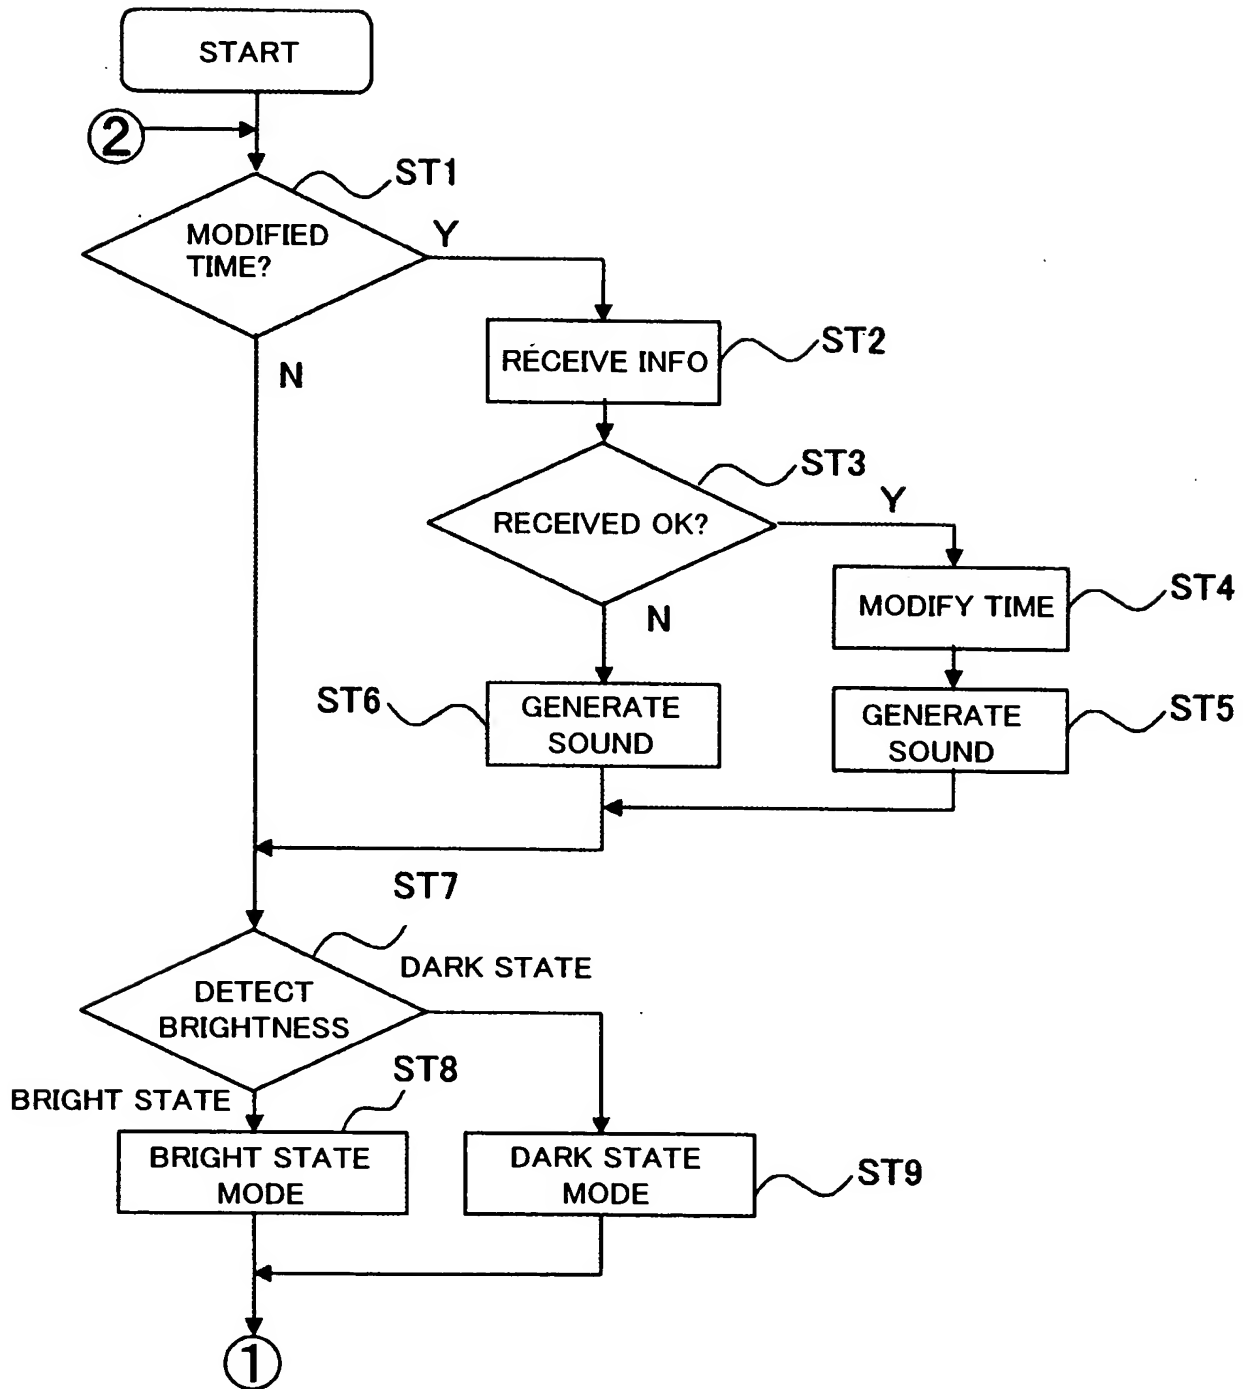 START
②
ST1
MODIFIED
TIME?
Y
N
RECEIVE INFO
ST2
ST3
RECEIVED OK?
Y
N
MODIFY TIME
ST4
ST6
GENERATE
SOUND
GENERATE
SOUND
ST5
ST7
DARK STATE
DETECT
BRIGHTNESS
ST8
BRIGHT STATE
BRIGHT STATE
MODE
DARK STATE
MODE
ST9
①